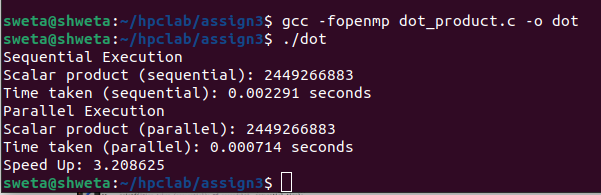 sweta@shweta:~/hpclab/assign3$ gcc -fopenmp dot_product.c -o dot
sweta@shweta:~/hpclab/assign3$ ./dot
Sequential Execution
Scalar product (sequential): 2449266883
Time taken (sequential): 0.002291 seconds
Parallel Execution
Scalar product (parallel): 2449266883
Time taken (parallel): 0.000714 seconds
Speed Up: 3.208625
sweta@shweta:~/hpclab/assign3$